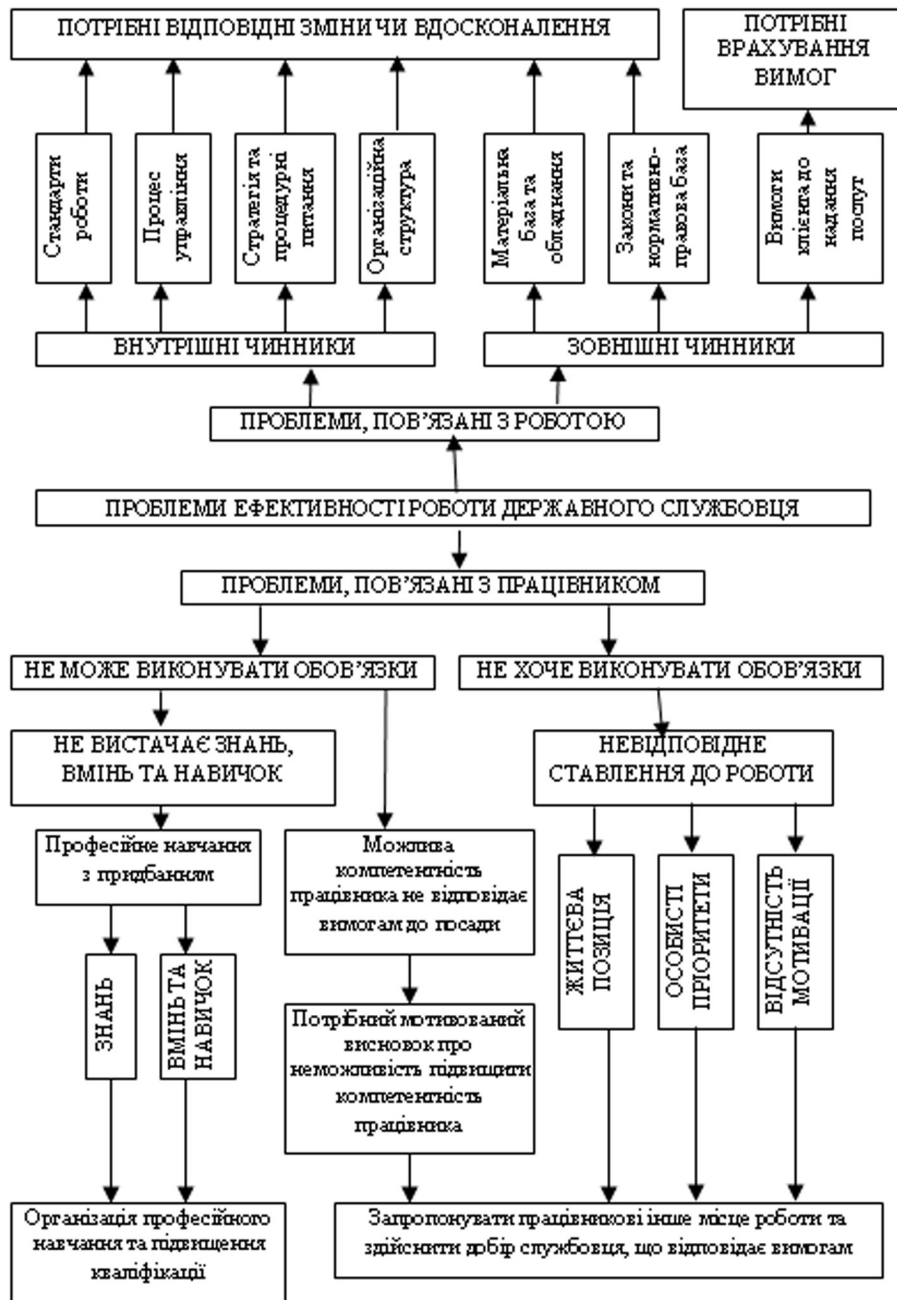 ПОТРІБНІ ВІДПОВІДНІ ЗМІНИ ЧИ ВДОСКОНАЛЕННЯ
ПОТРІБНІ
ВРАХУВАННЯ
ВИМОГ
Стандарти
роботи
Процес
управління
Стратегія та
процедурні
питання
Організаційна
структура
Матеріальна
бага та
обладнання
Закони та
нормативно-
правова бага
Вимоги
клієнта до
надання
послуг
ВНУТРІШНІ ЧИННИКИ
ЗОВНІШНІ ЧИННИКИ
ПРОБЛЕМИ, ПОВ’ЯЗАНІ З РОБОТОЮ
ПРОБЛЕМИ ЕФЕКТИВНОСТІ РОБОТИ ДЕРЖАВНОГО СЛУЖБОВЦЯ
ПРОБЛЕМИ, ПОВ’ЯЗАНІ З ПРАЦІВНИКОМ
НЕ МОЖЕ ВИКОНУВАТИ ОБОВ’ЯЗКИ
НЕ ХОЧЕ ВИКОНУВАТИ ОБОВ’ЯЗКИ
НЕ ВИСТАЧАЄ ЗНАНЬ,
ВМІНЬ ТА НАВИЧОК
НЕВІДПОВІДНЕ
СТАВЛЕННЯ ДО РОБОТИ
Професійне навчання
з придбанням
Можлива
компетентність
працівника не відповідає
вимогам до посади
ЖИТТЄВА
ПОЗИЦІЯ
ОСОБИСТІ
ПРІОРИТЕТИ
ВІДСУТНІСТЬ
МОТИВАЦІЇ
ЗНАНЬ
ВМІНЬ ТА
НАВИЧОК
Потрібний мотивований
висновок про
неможливість підвищити
компетентність
працівника
Організація професійного
навчання та підвищення
кваліфікації
Запропонувати працівникові інше місце роботи та
здійснити добір службовця, що відповідає вимогам